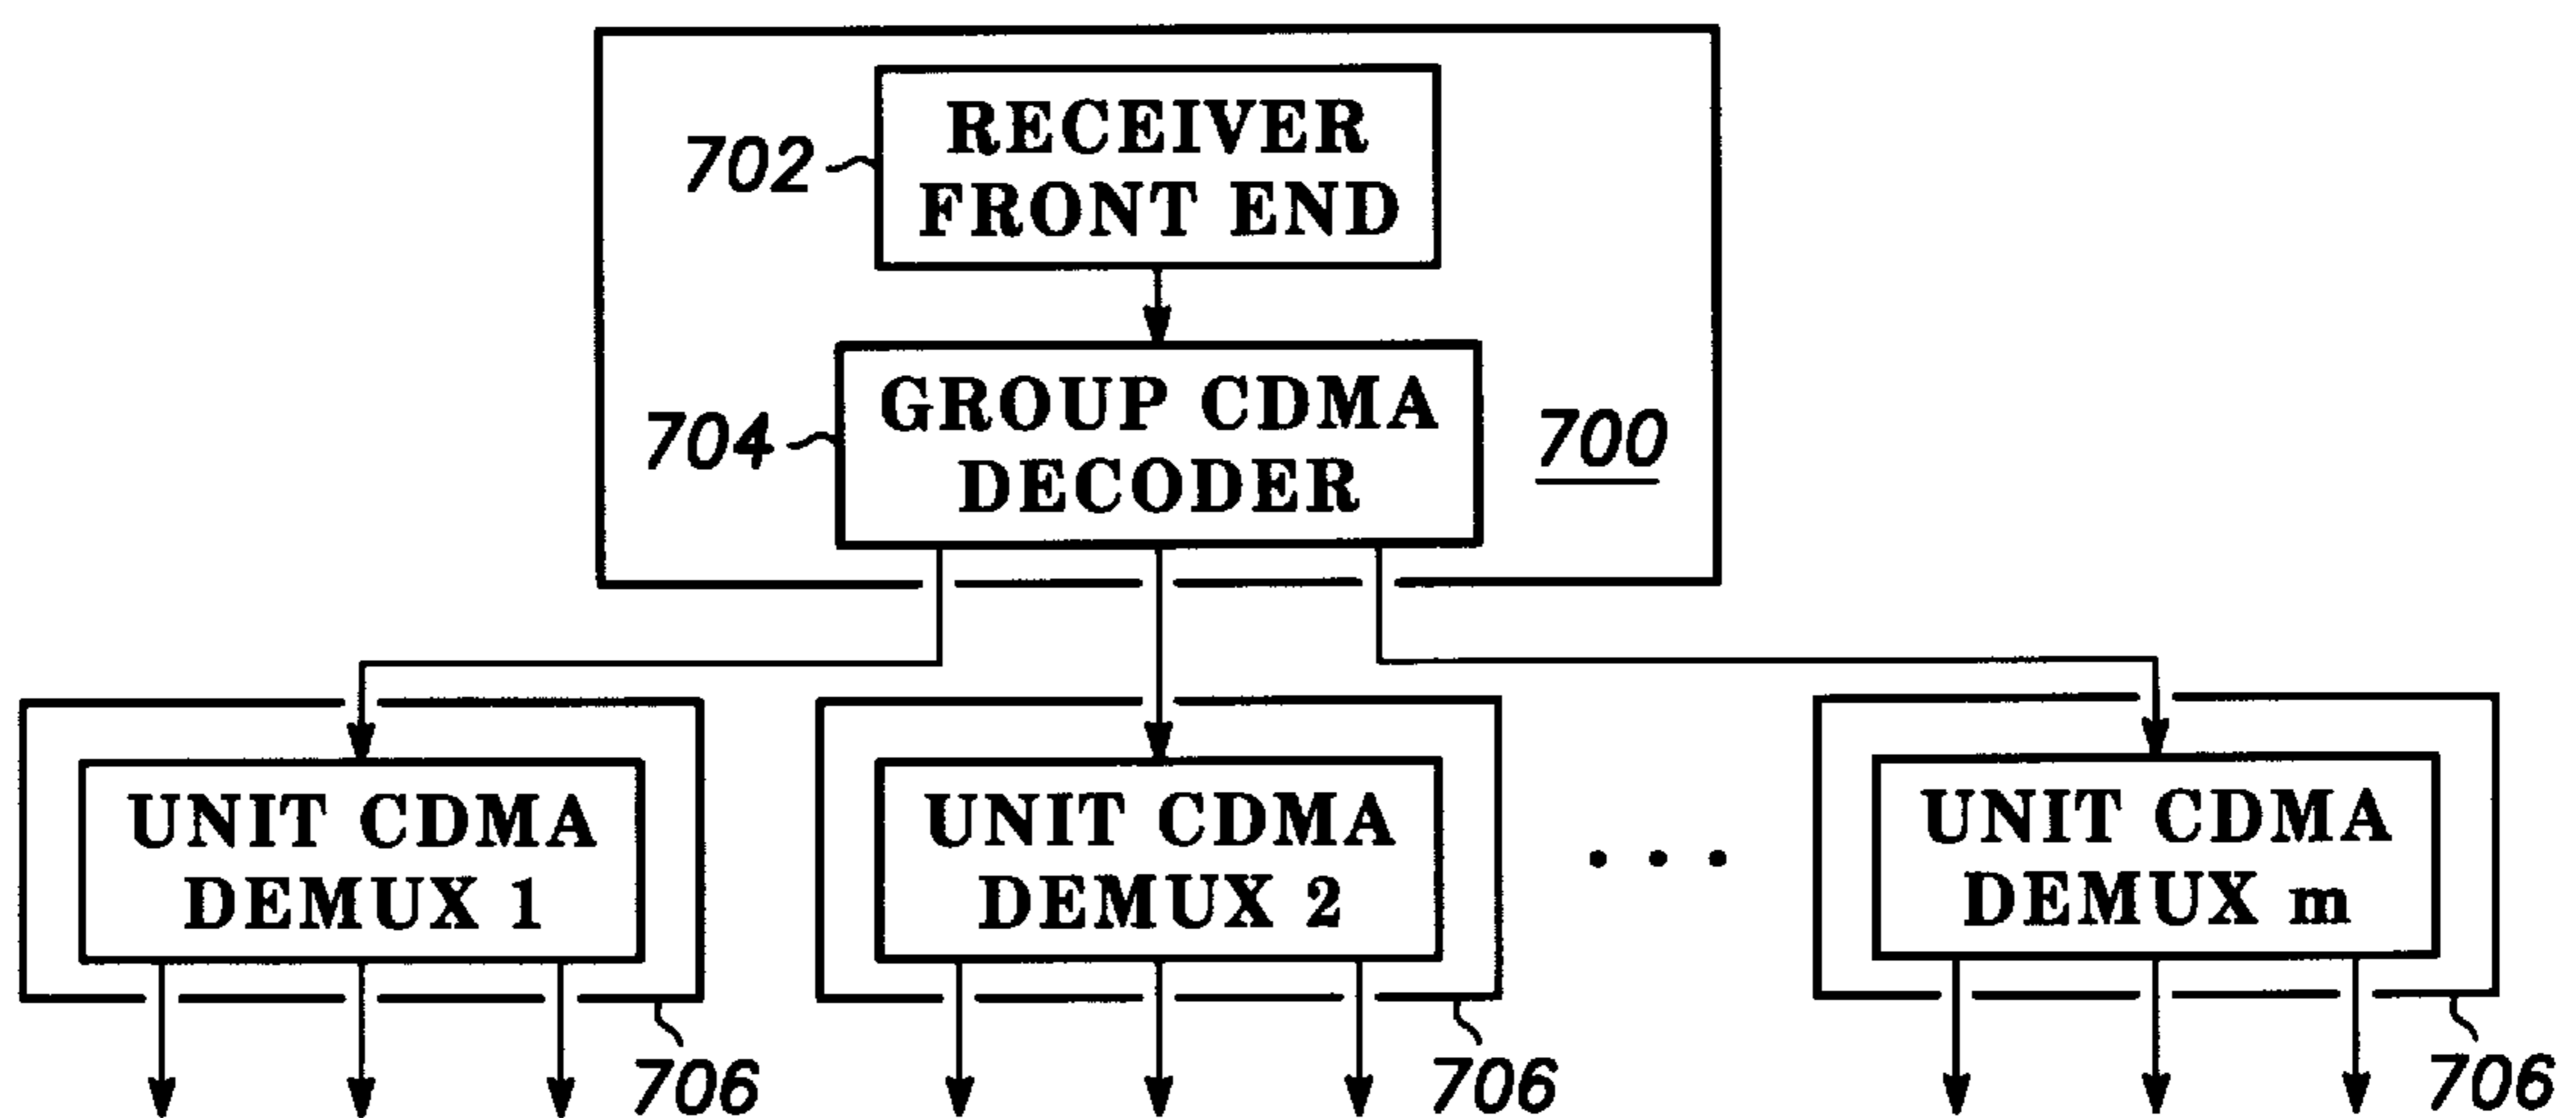 702
RECEIVER
FRONT END
704
GROUP CDMA
DECODER
700
UNIT CDMA
DEMUX 1
UNIT CDMA
DEMUX 2
. . .
UNIT CDMA
DEMUX m
706
706
706